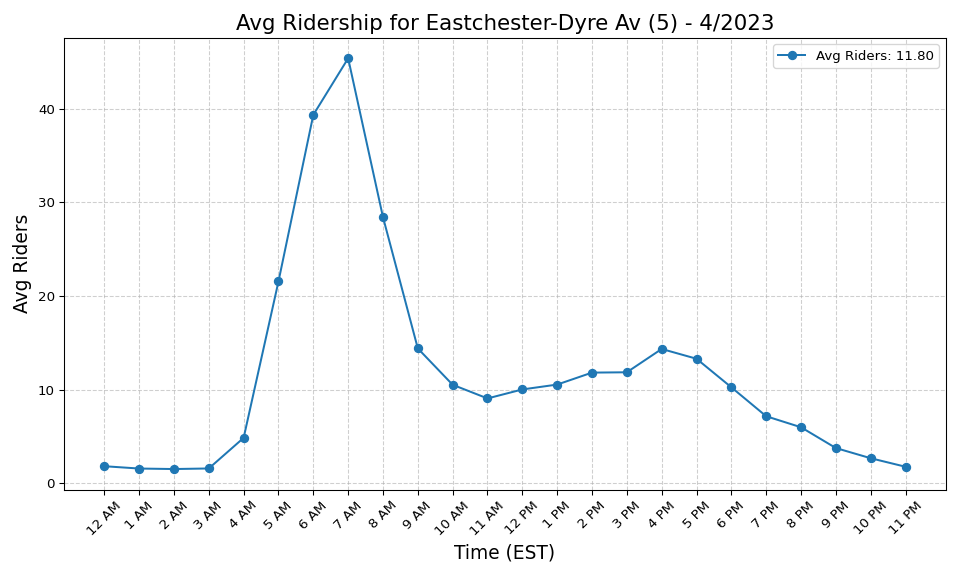 Avg Ridership for Eastchester-Dyre Av (5) - 4/2023
Avg Riders: 11.80
Avg Riders
40
30
20
10
0
12 AM
1 AM
2 AM
3 AM
4 AM
5 AM
6 AM
7 AM
8 AM
9 AM
10 AM
11 AM
12 PM
1 PM
2 PM
3 PM
4 PM
5 PM
6 PM
7 PM
8 PM
9 PM
10 PM
11 PM
Time (EST)